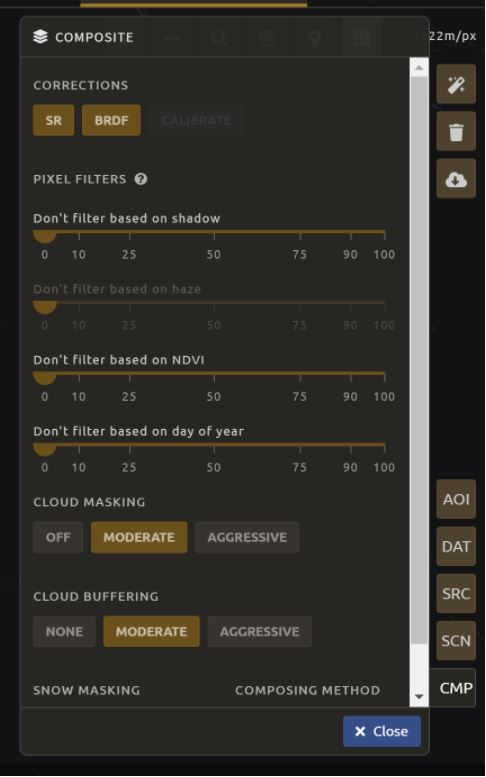 COMPOSITE
22m/px
CORRECTIONS
SR BRDF CALIBRATE
PIXEL FILTERS
Don't filter based on shadow
0 10 25 50 75 90 100
Don't filter based on haze
0 10 25 50 75 90 100
Don't filter based on NDVI
0 10 25 50 75 90 100
Don't filter based on day of year
0 10 25 50 75 90 100
CLOUD MASKING
OFF MODERATE AGGRESSIVE
CLOUD BUFFERING
NONE MODERATE AGGRESSIVE
SNOW MASKING COMPOSING METHOD
Close
AOI
DAT
SRC
SCN
CMP